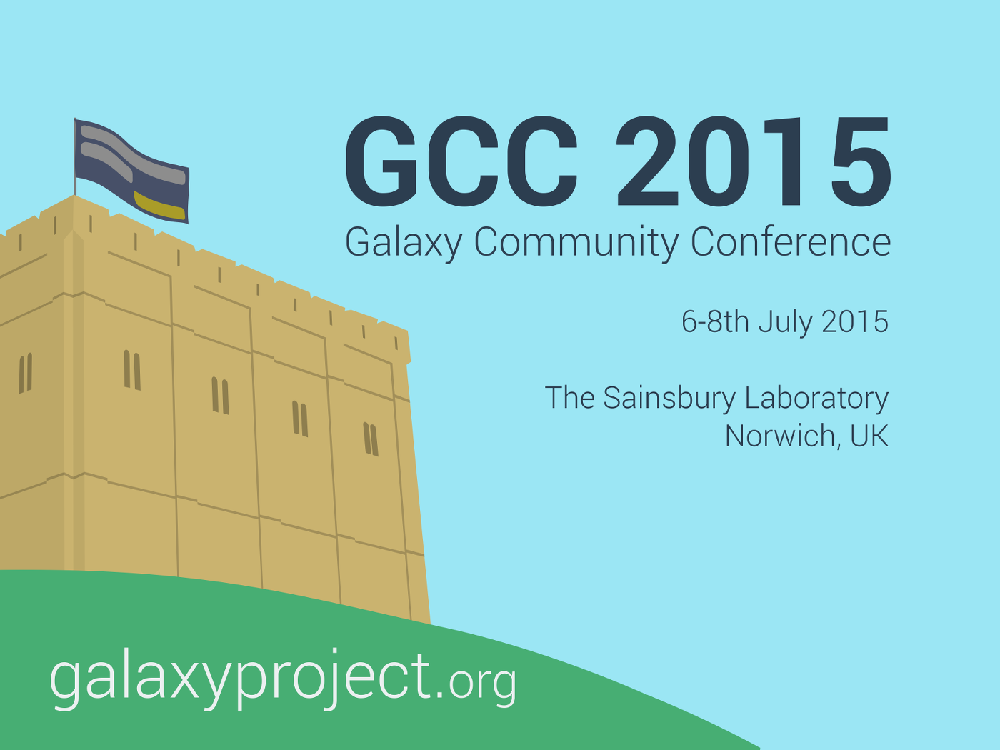 GCC 2015
Galaxy Community Conference
6-8th July 2015
The Sainsbury Laboratory
Norwich, UK
galaxyproject.org